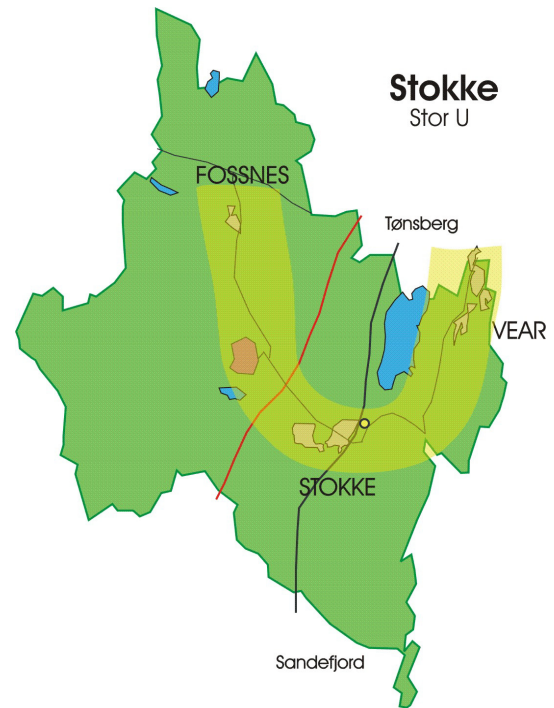 Stokke
Stor U
FOSSNES
Tønsberg
VEAR
STOKKE
Sandefjord